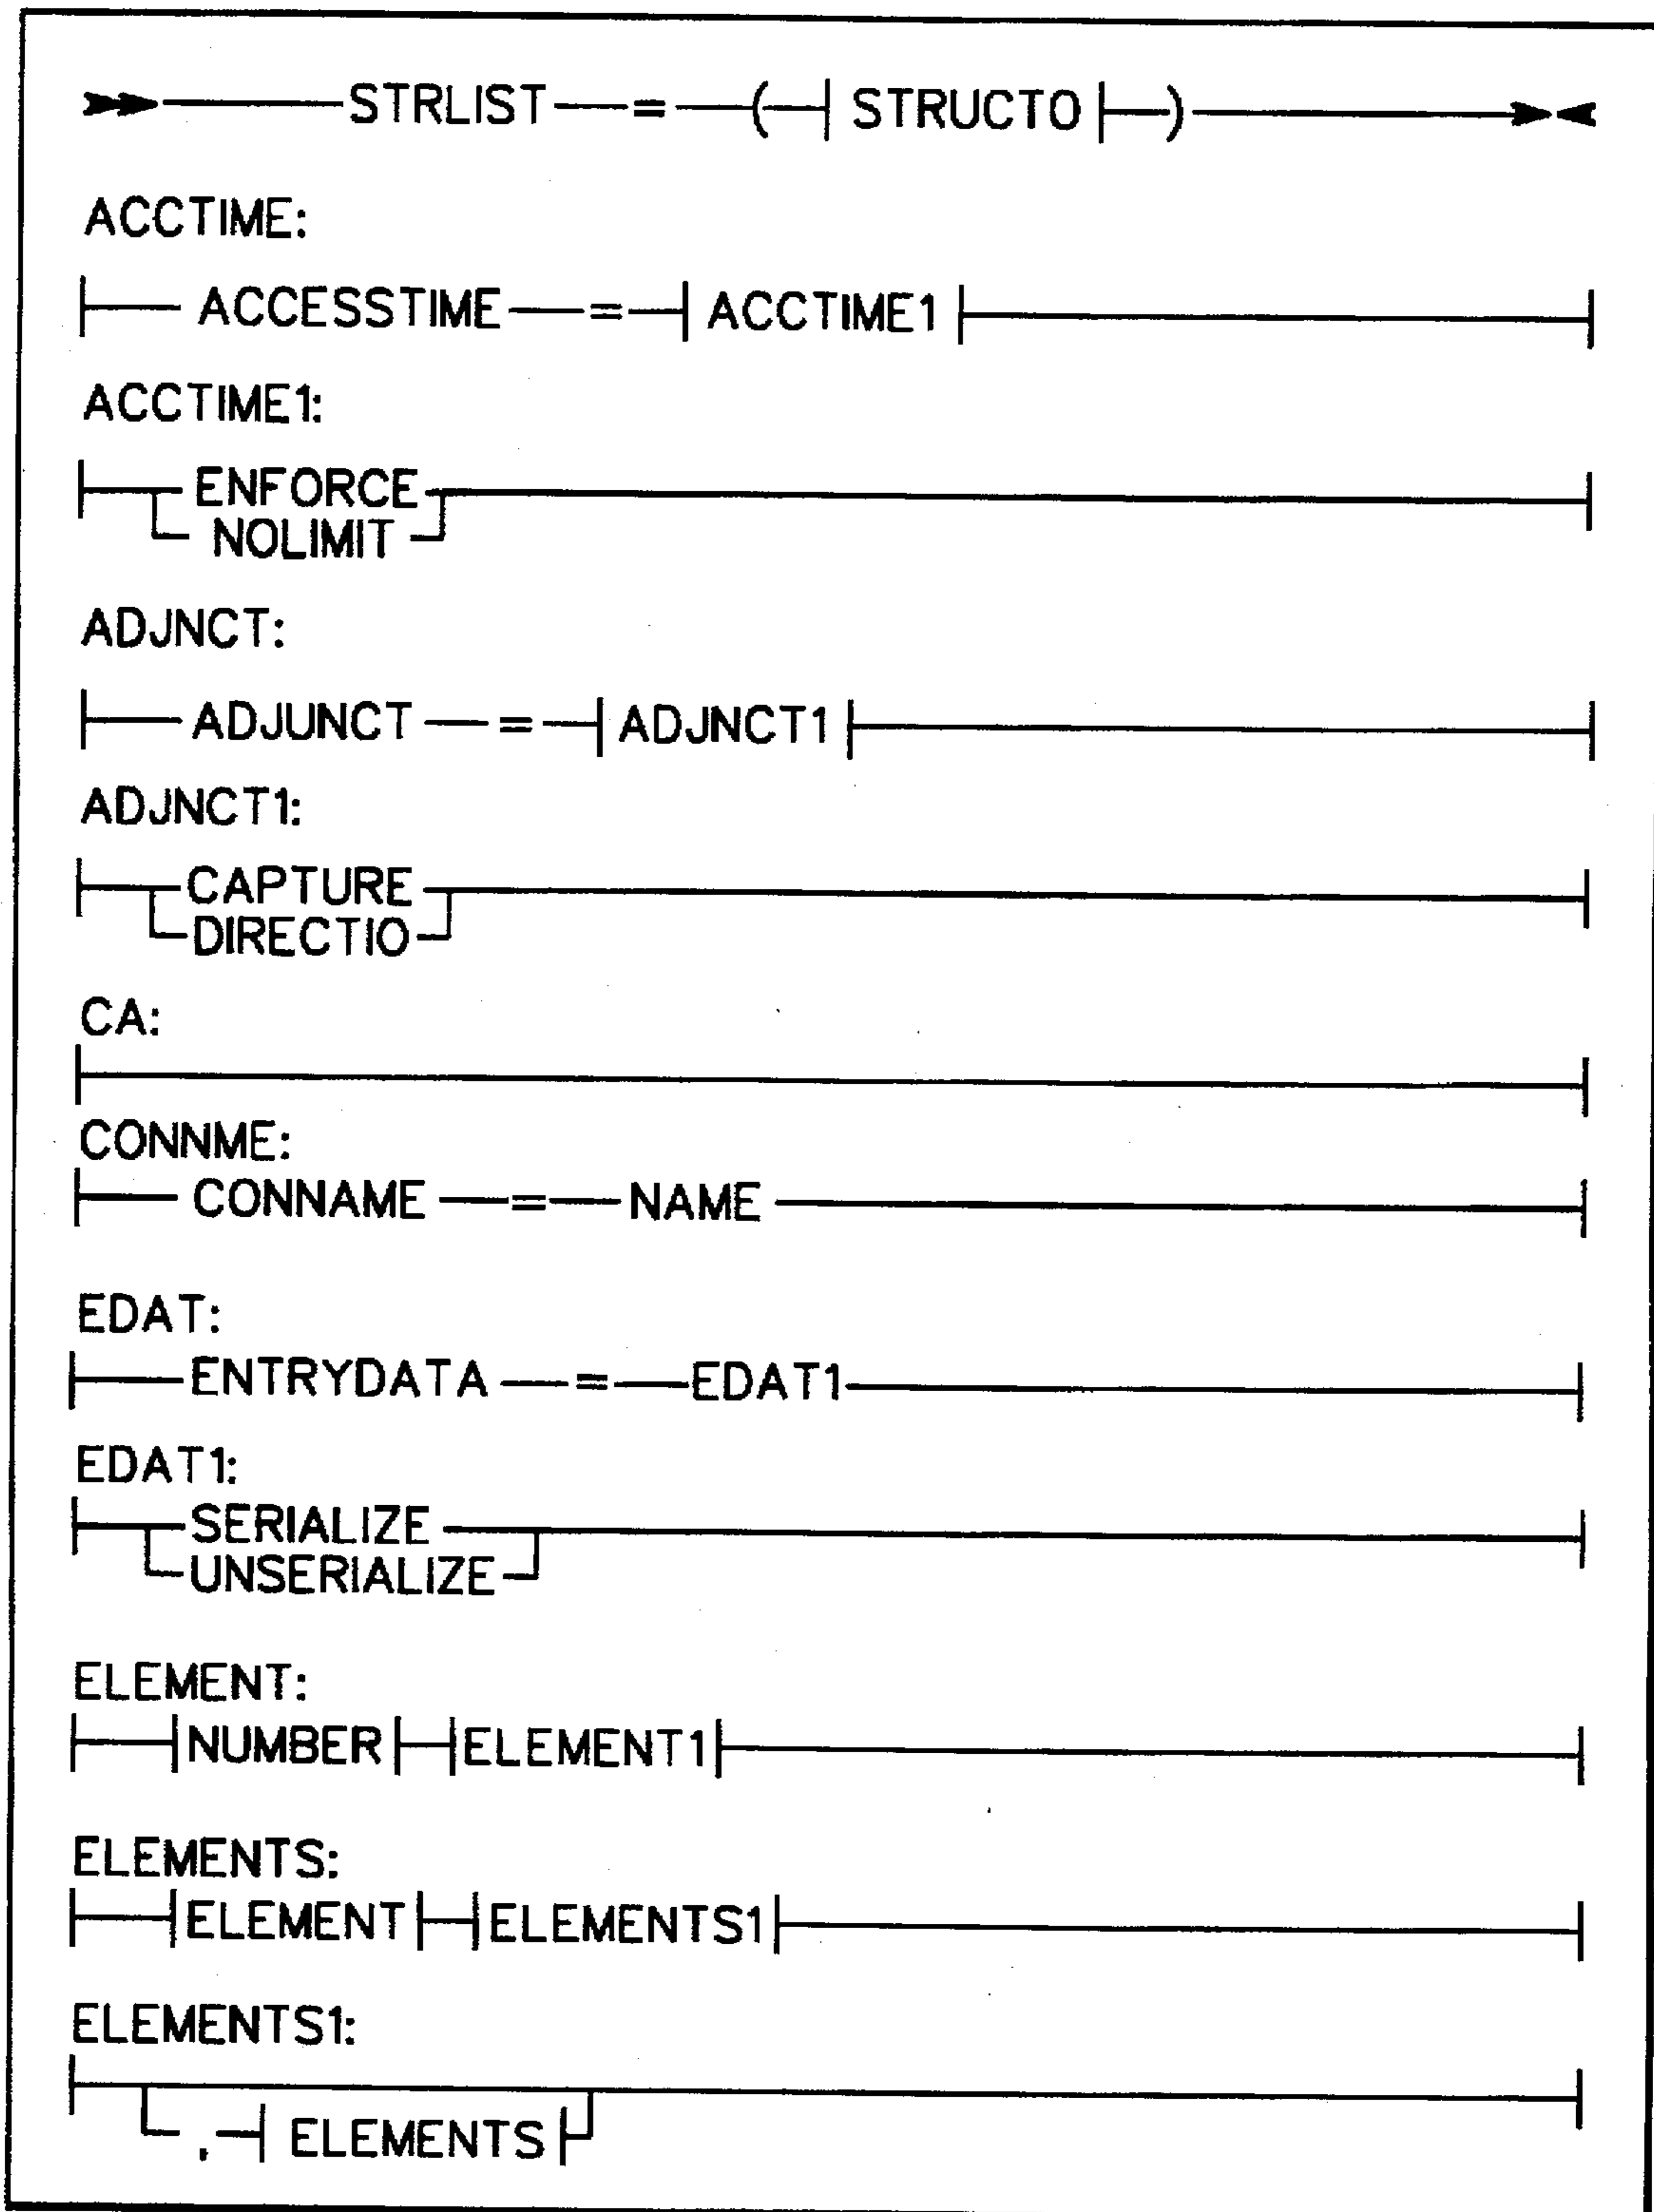 STRLIST = ( STRUCTO )
ACCTIME:
ACCESSTIME = ACCTIME1
ACCTIME1:
ENFORCE
NOLIMIT
ADJNCT:
ADJUNCT = ADJNCT1
ADJNCT1:
CAPTURE
DIRECTIO
CA:
CONNME:
CONNAME = NAME
EDAT:
ENTRYDATA = EDAT1
EDAT1:
SERIALIZE
UNSERIALIZE
ELEMENT:
NUMBER ELEMENT1
ELEMENTS:
ELEMENT ELEMENTS1
ELEMENTS1:
, ELEMENTS